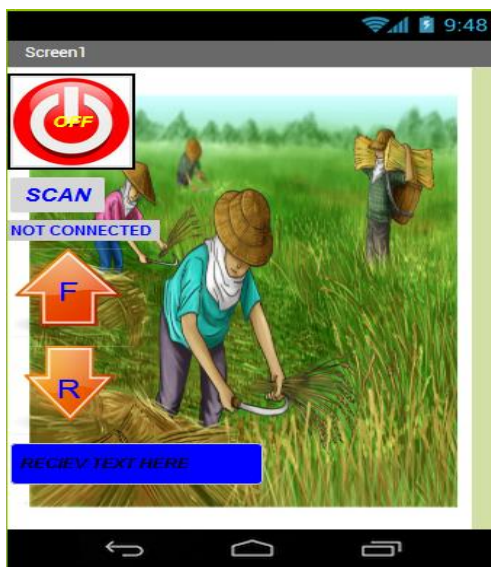 9:48
Screen1
OFF
SCAN
NOT CONNECTED
F
R
RECIEV TEXT HERE